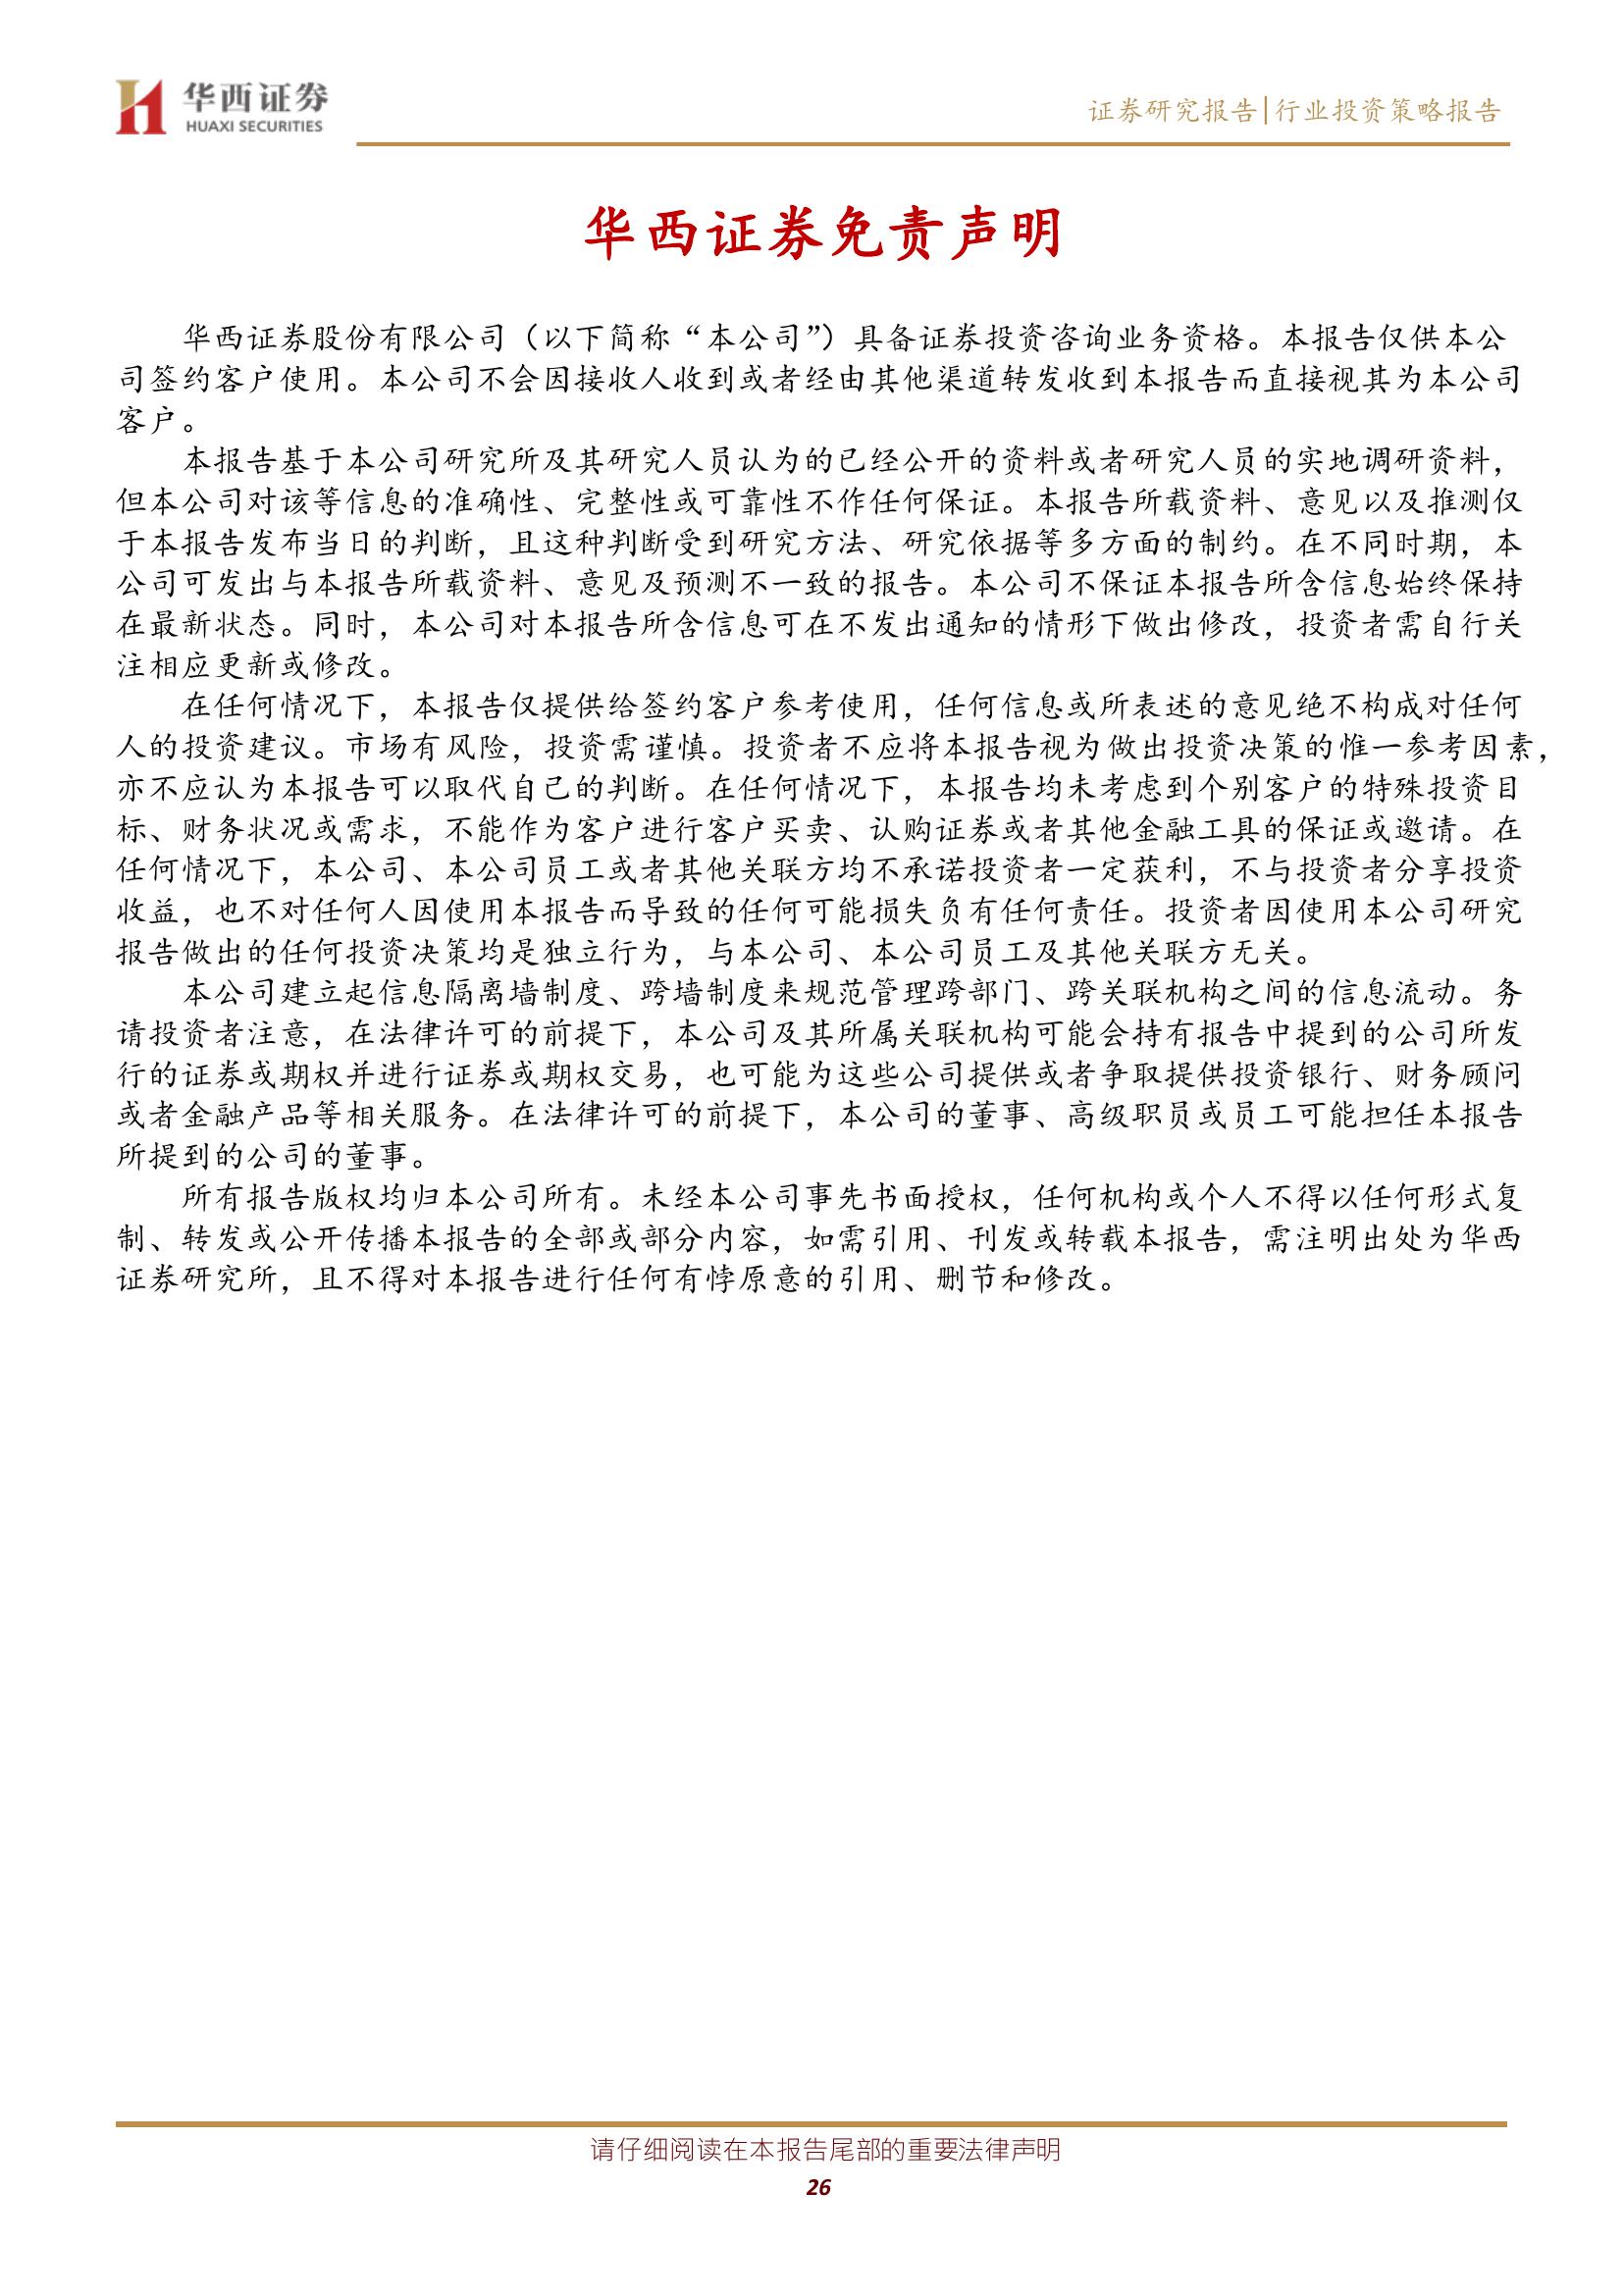 华西证券
HUAXI SECURITIES
证券研究报告|行业投资策略报告
华西证券免责声明
华西证券股份有限公司（以下简称“本公司”）具备证券投资咨询业务资格。本报告仅供本公
司签约客户使用。本公司不会因接收人收到或者经由其他渠道转发收到本报告而直接视其为本公司
客户。
本报告基于本公司研究所及其研究人员认为的已经公开的资料或者研究人员的实地调研资料，
但本公司对该等信息的准确性、完整性或可靠性不作任何保证。本报告所载资料、意见以及推测仅
于本报告发布当日的判断，且这种判断受到研究方法、研究依据等多方面的制约。在不同时期，本
公司可发出与本报告所载资料、意见及预测不一致的报告。本公司不保证本报告所含信息始终保持
在最新状态。同时，本公司对本报告所含信息可在不发出通知的情形下做出修改，投资者需自行关
注相应更新或修改。
在任何情况下，本报告仅提供给签约客户参考使用，任何信息或所表述的意见绝不构成对任何
人的投资建议。市场有风险，投资需谨慎。投资者不应将本报告视为做出投资决策的惟一参考因素，
亦不应认为本报告可以取代自己的判断。在任何情况下，本报告均未考虑到个别客户的特殊投资目
标、财务状况或需求，不能作为客户进行客户买卖、认购证券或者其他金融工具的保证或邀请。在
任何情况下，本公司、本公司员工或者其他关联方均不承诺投资者一定获利，不与投资者分享投资
收益，也不对任何人因使用本报告而导致的任何可能损失负有任何责任。投资者因使用本公司研究
报告做出的任何投资决策均是独立行为，与本公司、本公司员工及其他关联方无关。
本公司建立起信息隔离墙制度、跨墙制度来规范管理跨部门、跨关联机构之间的信息流动。务
请投资者注意，在法律许可的前提下，本公司及其所属关联机构可能会持有报告中提到的公司所发
行的证券或期权并进行证券或期权交易，也可能为这些公司提供或者争取提供投资银行、财务顾问
或者金融产品等相关服务。在法律许可的前提下，本公司的董事、高级职员或员工可能担任本报告
所提到的公司的董事。
所有报告版权均归本公司所有。未经本公司事先书面授权，任何机构或个人不得以任何形式复
制、转发或公开传播本报告的全部或部分内容，如需引用、刊发或转载本报告，需注明出处为华西
证券研究所，且不得对本报告进行任何有悖原意的引用、删节和修改。
请仔细阅读在本报告尾部的重要法律声明
26